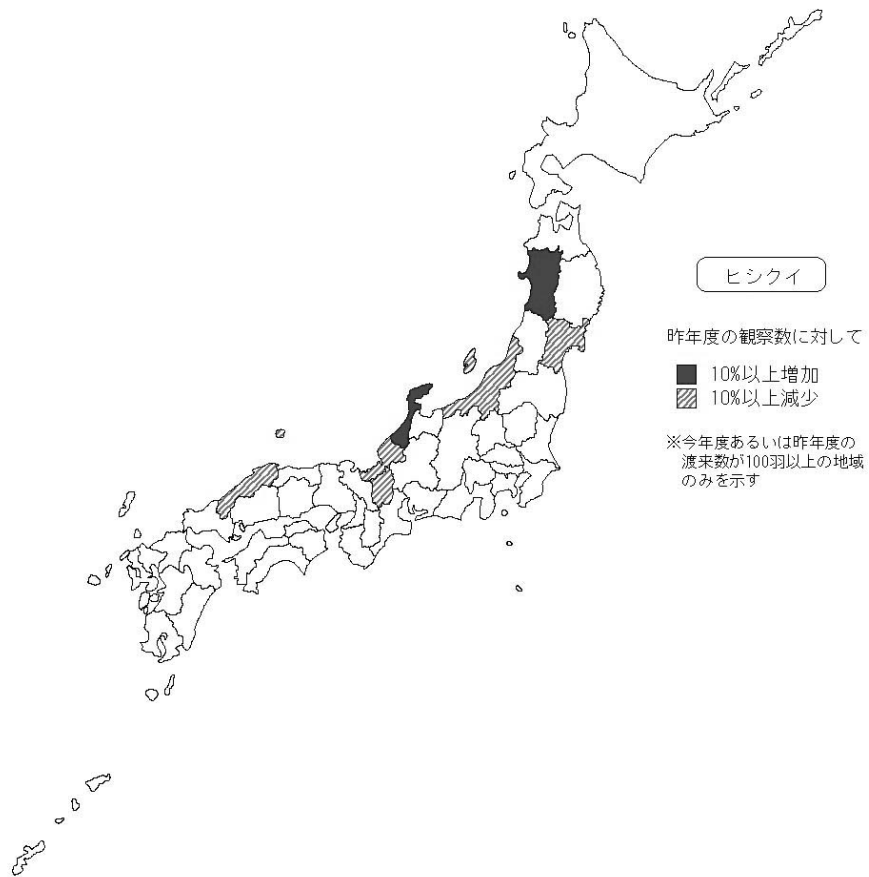 ヒシクイ
昨年度の観察数に対して
10%以上増加
10%以上減少
※今年度あるいは昨年度の
渡来数が100羽以上の地域
のみを示す